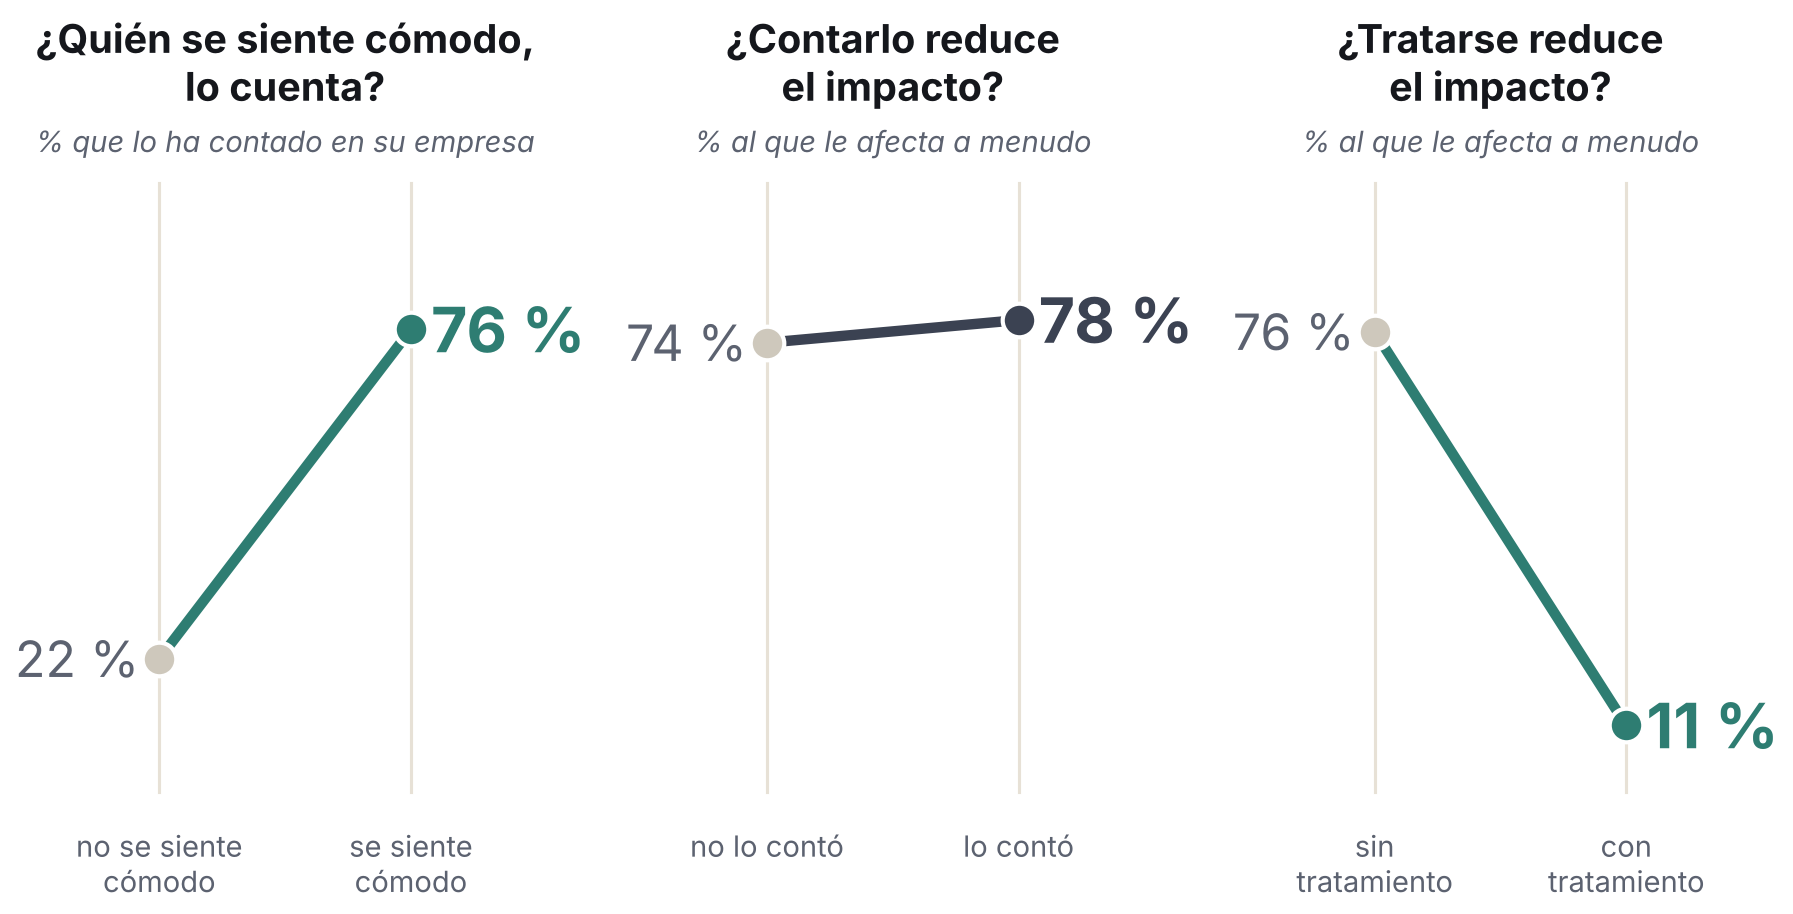 ¿Quién se siente cómodo,
lo cuenta?
% que lo ha contado en su empresa
76 %
22 %
no se siente
cómodo
se siente
cómodo
¿Contarlo reduce
el impacto?
% al que le afecta a menudo
74 %
78 %
no lo contó
lo contó
¿Tratarse reduce
el impacto?
% al que le afecta a menudo
76 %
11 %
sin
tratamiento
con
tratamiento